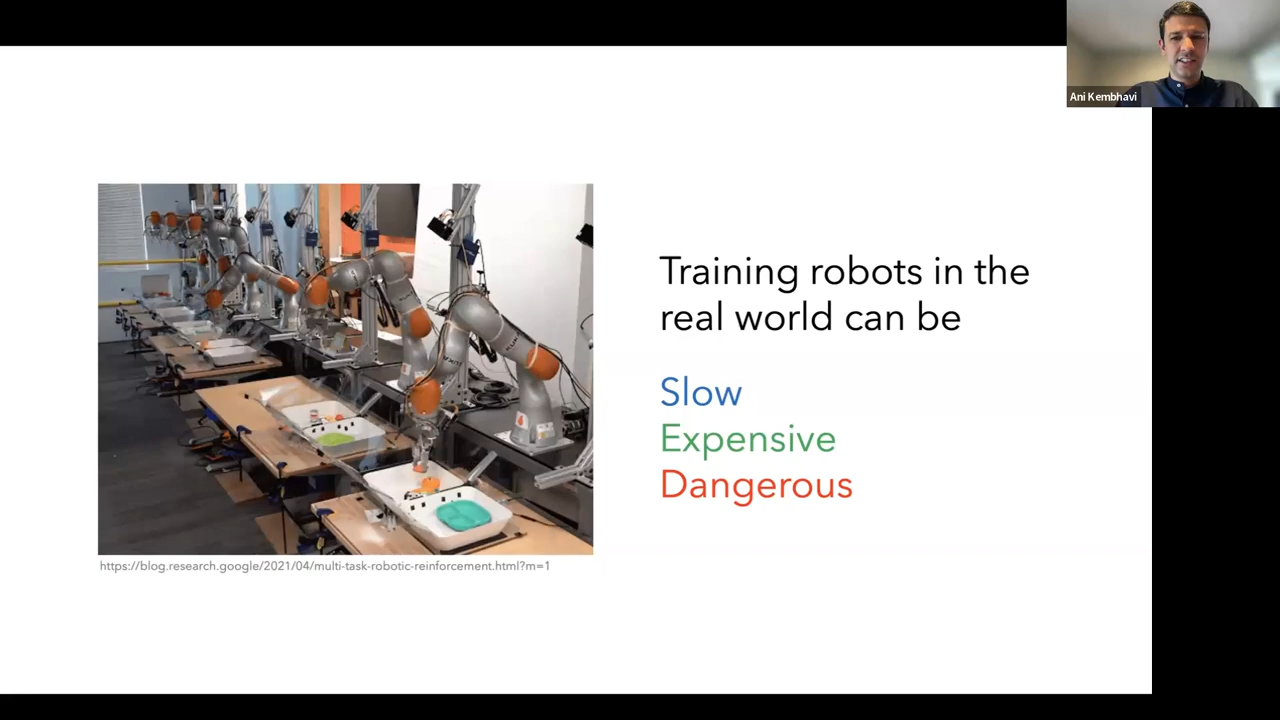 Ani Kembhavi
Training robots in the
real world can be
Slow
Expensive
Dangerous
https://blog.research.google/2021/04/multi-task-robotic-reinforcement.html?m=1